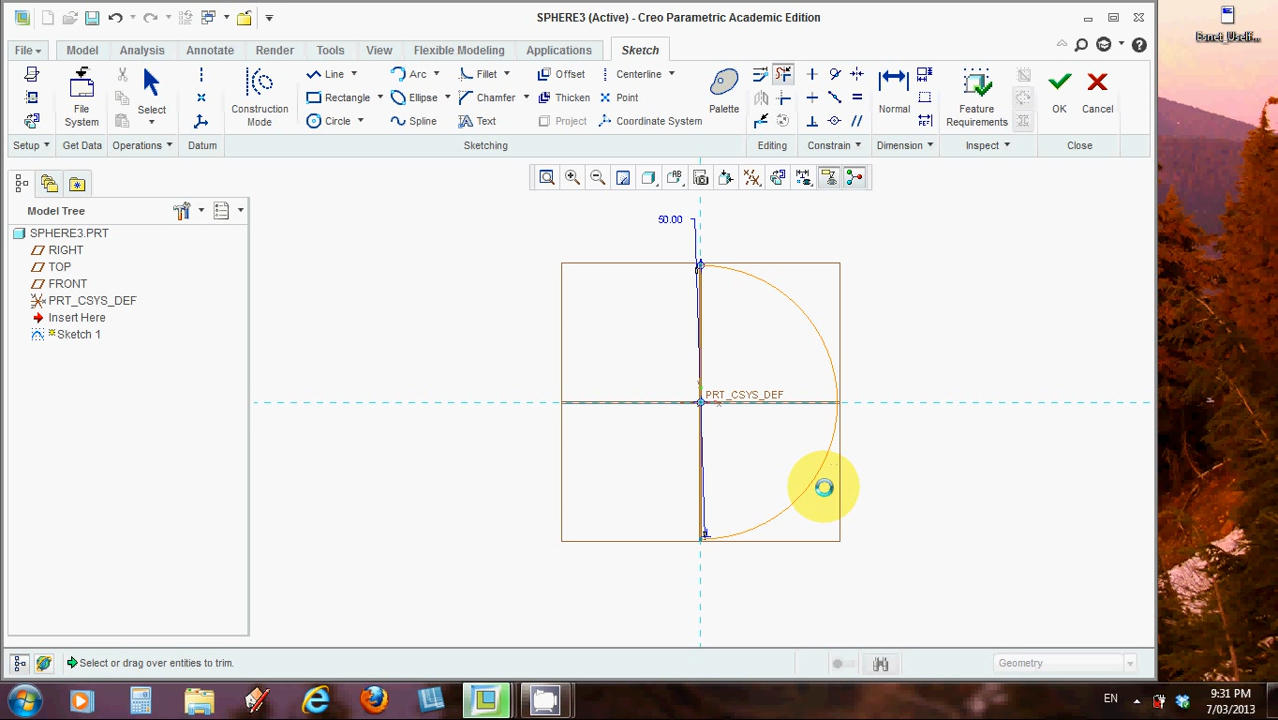 SPHERE3 (Active) - Creo Parametric Academic Edition
File Model Analysis Annotate Render Tools View Flexible Modeling Applications Sketch
Line Arc Fillet Offset Centerline
Rectangle Ellipse Chamfer Thicken Point
Circle Spline Text Project Coordinate System
File System
Select
Construction Mode
Palette
Normal
Feature Requirements
OK
Cancel
Setup Get Data Operations Datum Sketching Editing Constrain Dimension Inspect Close
Model Tree
SPHERE3.PRT
RIGHT
TOP
FRONT
PRT_CSYS_DEF
Insert Here
Sketch 1
50.00
PRT_CSYS_DEF
Select or drag over entities to trim.
Geometry
EN
9:31 PM
7/03/2013